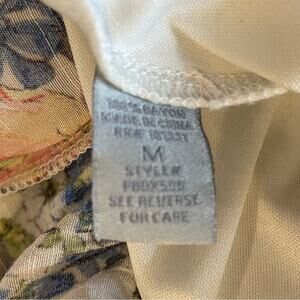 100% RAYON
MADE IN CHINA
M
STYLE#
SEE REVERSE
FOR CARE